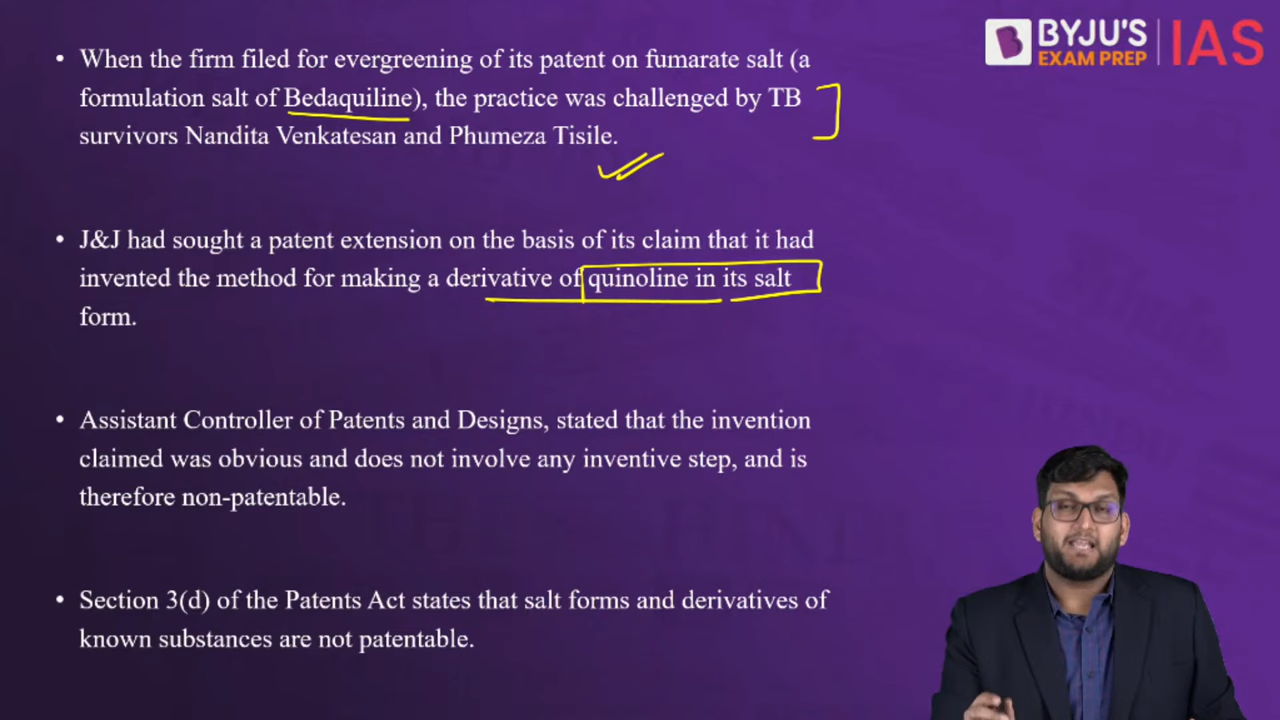 • When the firm filed for evergreening of its patent on fumarate salt (a
formulation salt of Bedaquiline), the practice was challenged by TB
survivors Nandita Venkatesan and Phumeza Tisile.
• J&J had sought a patent extension on the basis of its claim that it had
invented the method for making a derivative of quinoline in its salt
form.
• Assistant Controller of Patents and Designs, stated that the invention
claimed was obvious and does not involve any inventive step, and is
therefore non-patentable.
• Section 3(d) of the Patents Act states that salt forms and derivatives of
known substances are not patentable.
BYJU'S
EXAM PREP
IAS